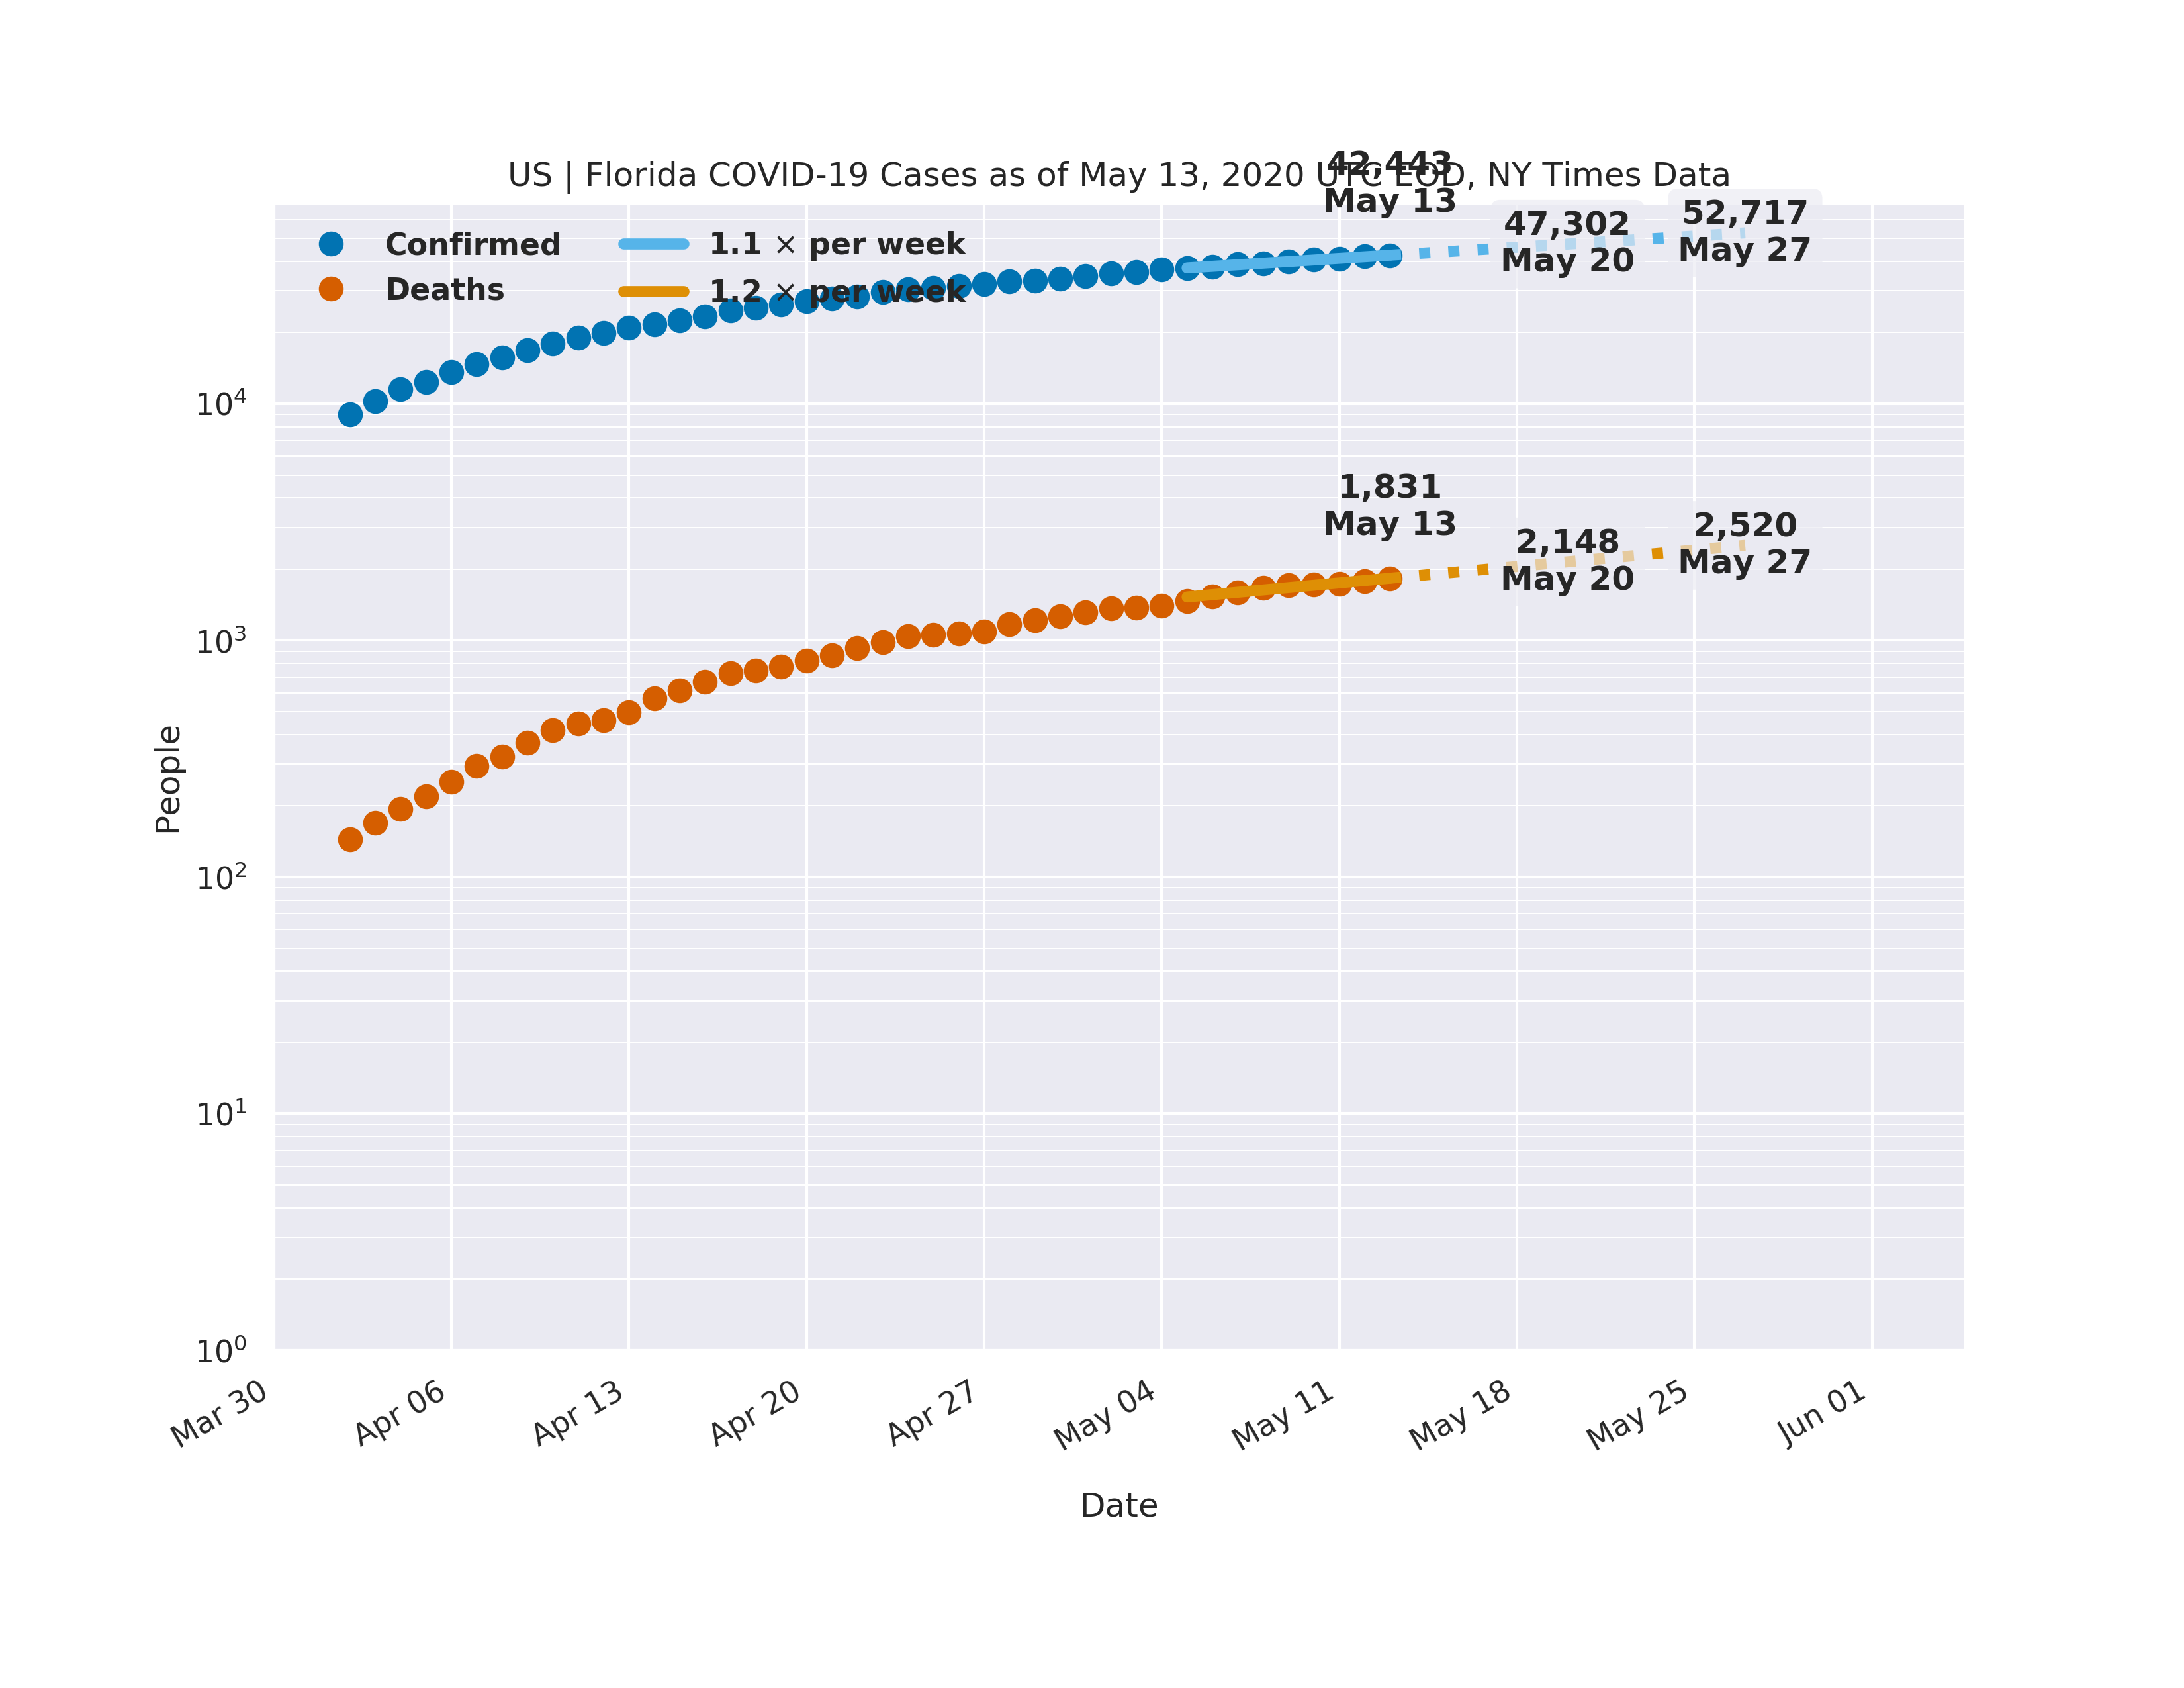 US | Florida COVID-19 Cases as of May 13, 2020 UTC EOD, NY Times Data
42,443
May 13
47,302
May 20
52,717
May 27
Confirmed
Deaths
1.1 × per week
1.2 × per week
1,831
May 13
2,148
May 20
2,520
May 27
10⁴
10³
10²
10¹
10⁰
People
Mar 30
Apr 06
Apr 13
Apr 20
Apr 27
May 04
May 11
May 18
May 25
Jun 01
Date